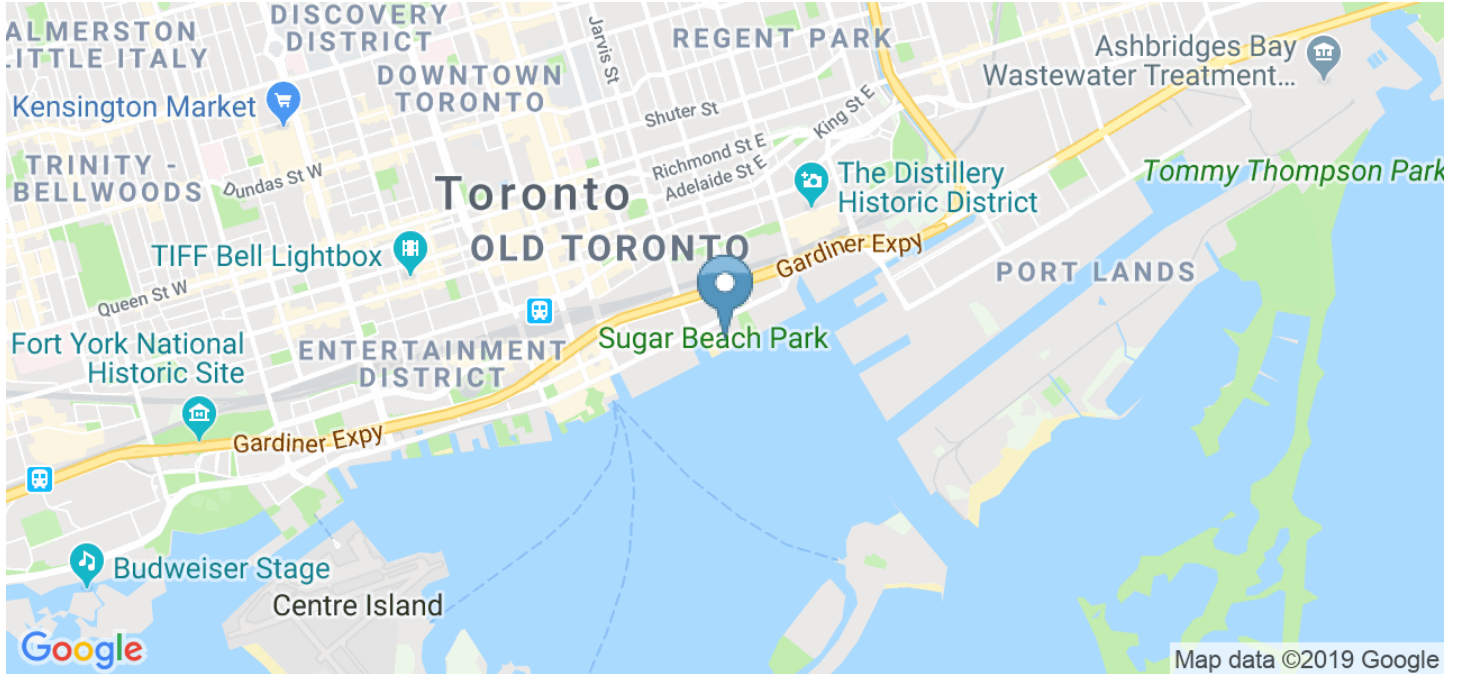 DISCOVERY
DISTRICT
ALMERSTON
LITTLE ITALY
Jarvis St
REGENT PARK
Ashbridges Bay
Wastewater Treatment...
DOWNTOWN
TORONTO
Kensington Market
Shuter St
King St E
Richmond St E
Adelaide St E
TRINITY -
BELLWOODS
Dundas St W
Toronto
OLD TORONTO
The Distillery
Historic District
Tommy Thompson Park
TIFF Bell Lightbox
Gardiner Expy
PORT LANDS
Queen St W
Fort York National
Historic Site
ENTERTAINMENT
DISTRICT
Sugar Beach Park
Gardiner Expy
Budweiser Stage
Centre Island
Google
Map data ©2019 Google